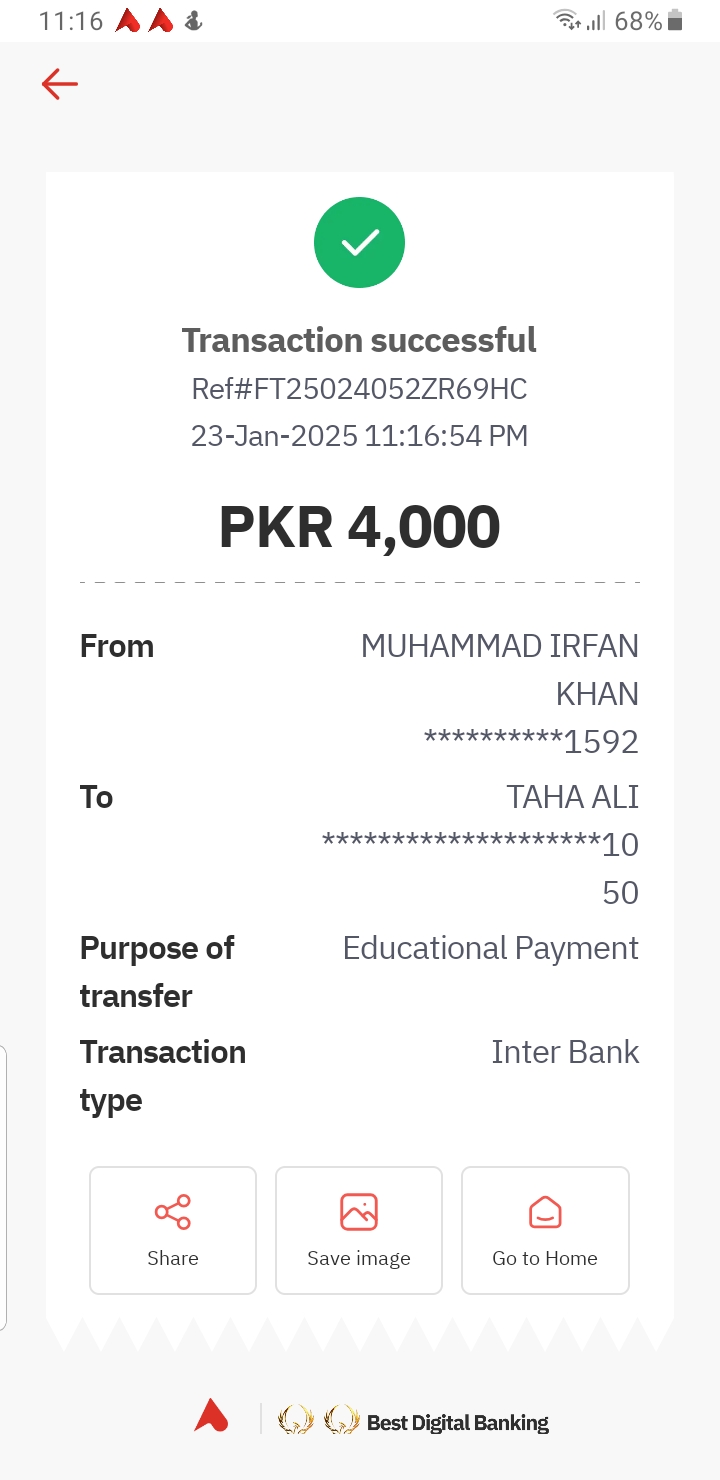 11:16 68%
Transaction successful
Ref#FT25024052ZR69HC
23-Jan-2025 11:16:54 PM
PKR 4,000
From MUHAMMAD IRFAN
KHAN
**********1592
To TAHA ALI
********************10
50
Purpose of Educational Payment
transfer
Transaction Inter Bank
type
Share Save image Go to Home
Best Digital Banking